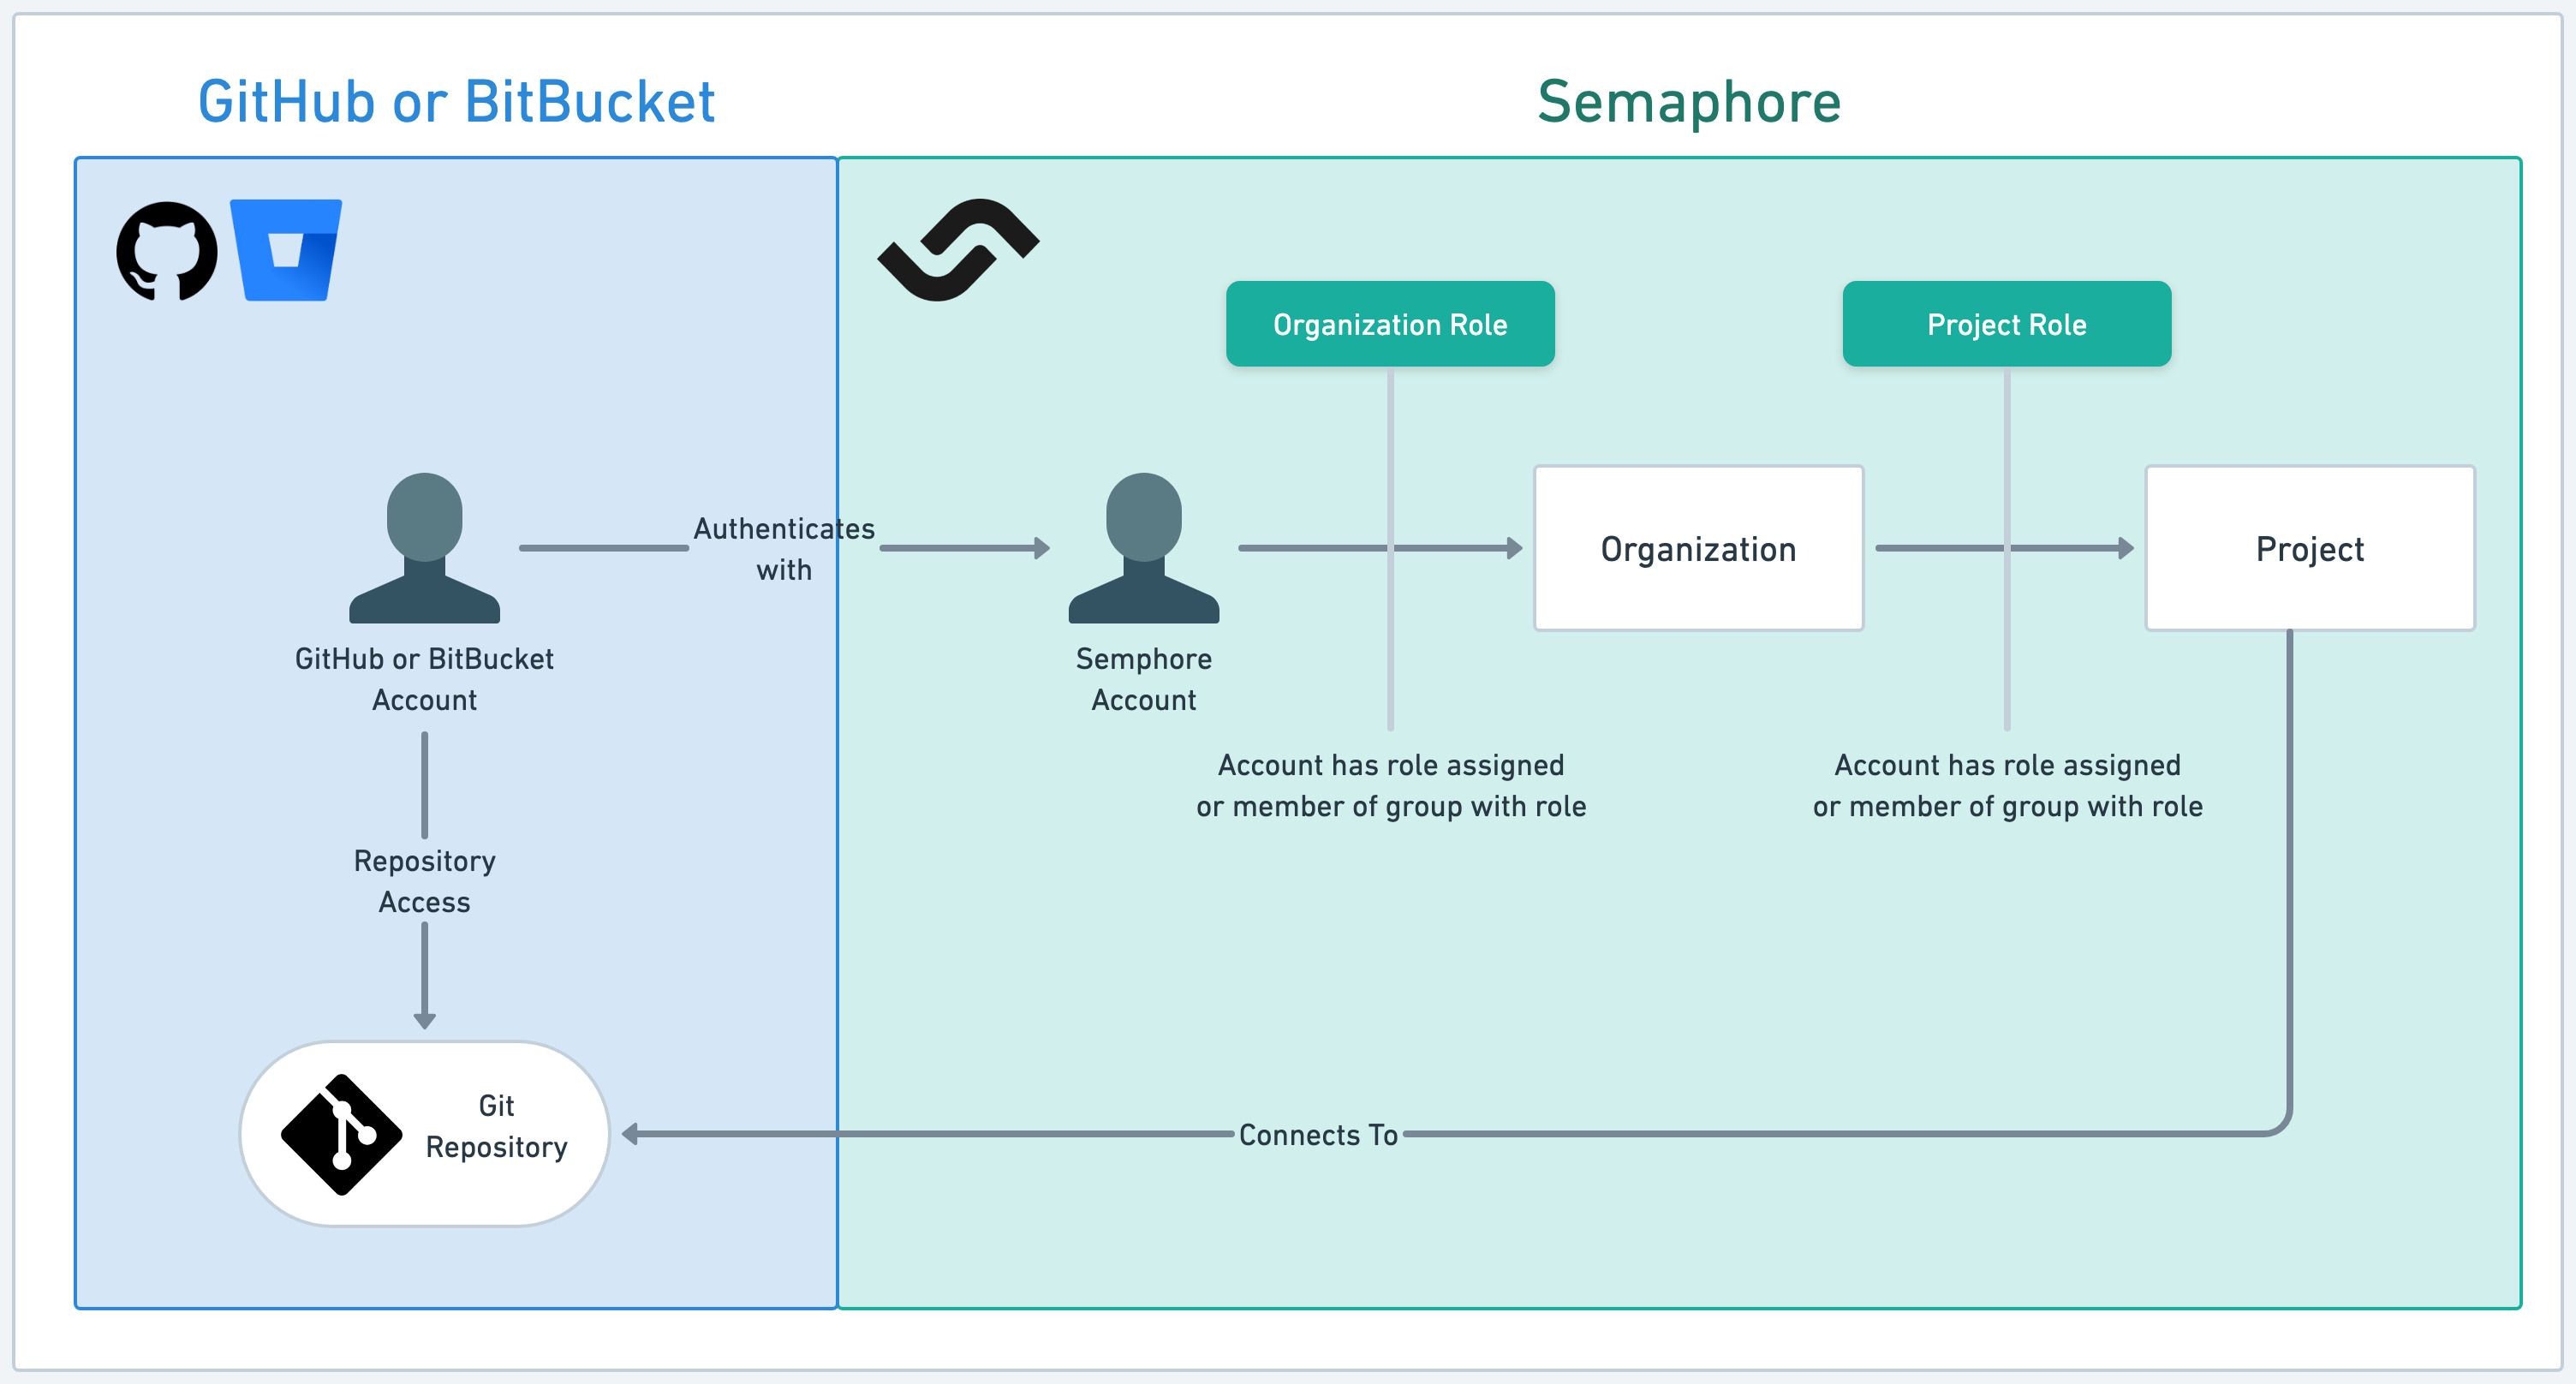 GitHub or BitBucket
Semaphore
Organization Role
Project Role
Authenticates
with
Organization
Project
GitHub or BitBucket
Account
Semphore
Account
Account has role assigned
or member of group with role
Account has role assigned
or member of group with role
Repository
Access
Git
Repository
Connects To